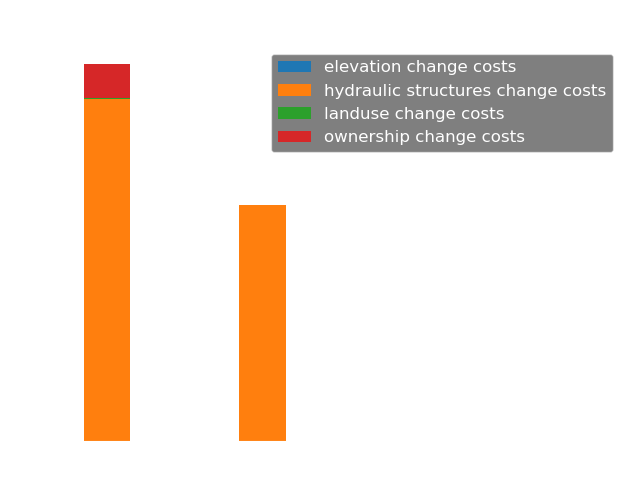 elevation change costs
hydraulic structures change costs
landuse change costs
ownership change costs